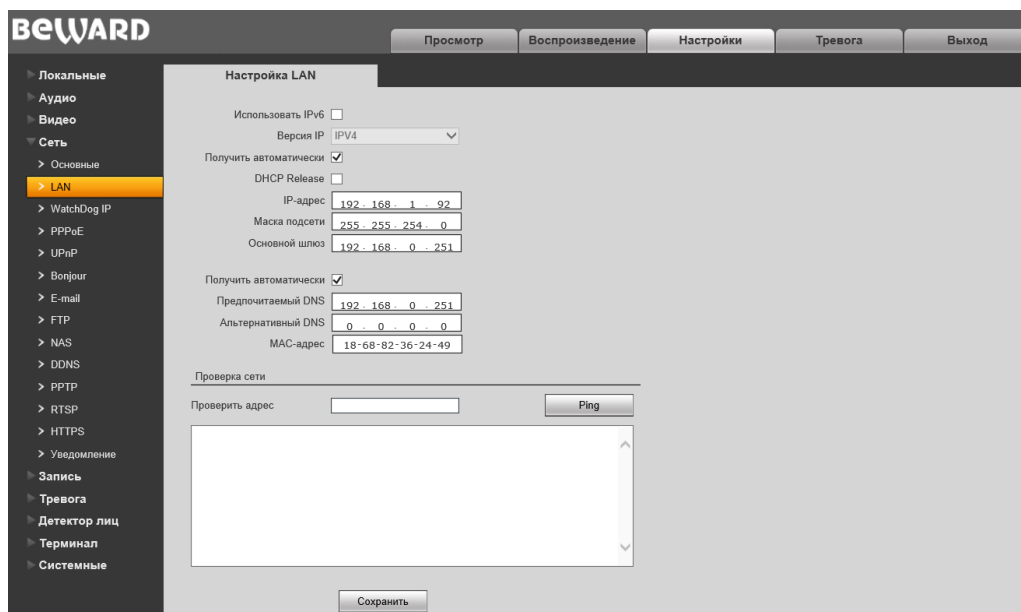 BEWARD
Просмотр
Воспроизведение
Настройки
Тревога
Выход
Локальные
Аудио
Видео
Сеть
Основные
LAN
WatchDog IP
PPPoE
UPnP
Bonjour
E-mail
FTP
NAS
DDNS
PPTP
RTSP
HTTPS
Уведомление
Запись
Тревога
Детектор лиц
Терминал
Системные
Настройка LAN
Использовать IPv6
Версия IP IPV4
Получить автоматически
DHCP Release
IP-адрес 192 . 168 . 1 . 92
Маска подсети 255 . 255 . 254 . 0
Основной шлюз 192 . 168 . 0 . 251
Получить автоматически
Предпочитаемый DNS 192 . 168 . 0 . 251
Альтернативный DNS 0 . 0 . 0 . 0
MAC-адрес 18-68-82-36-24-49
Проверка сети
Проверить адрес Ping
Сохранить